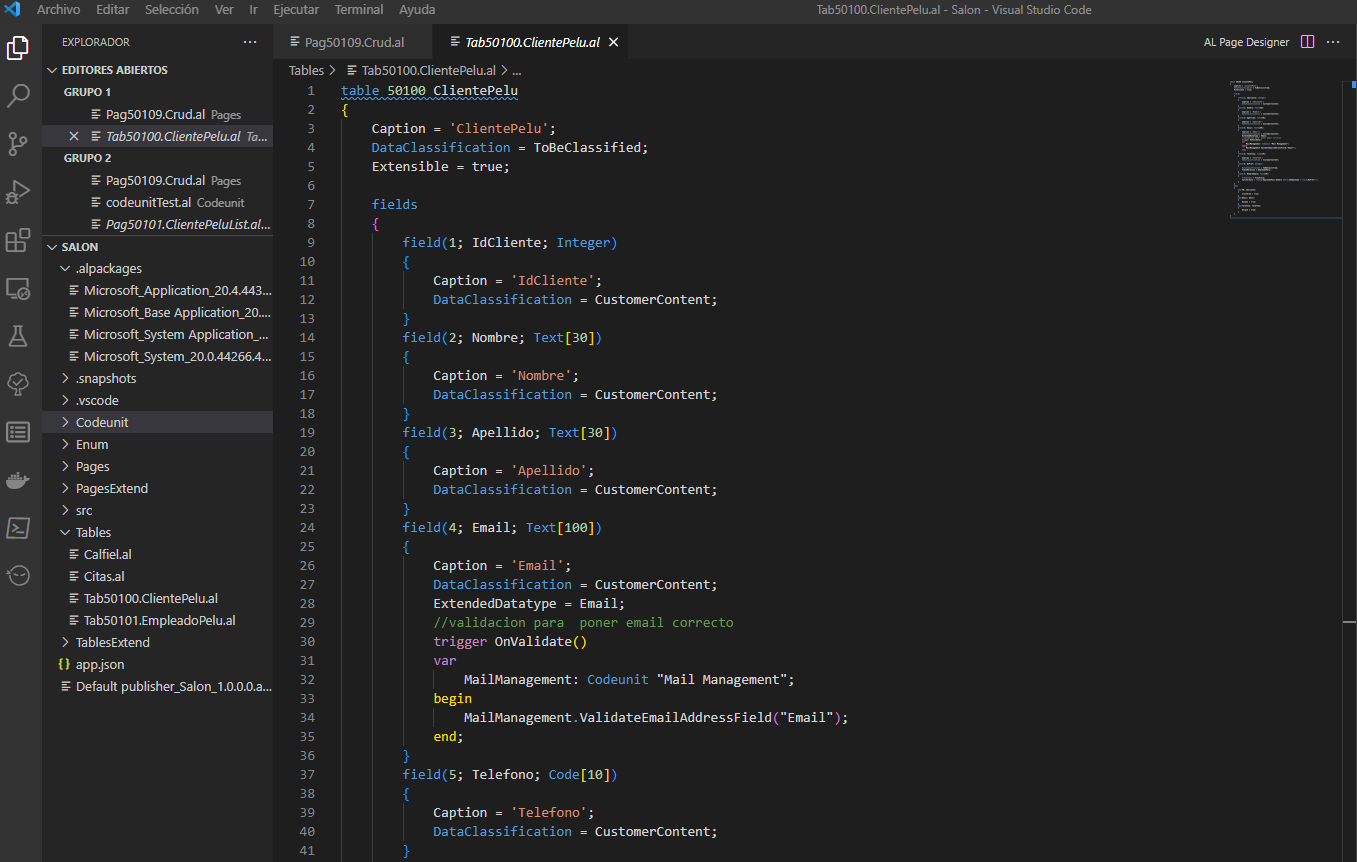 Archivo Editar Selección Ver Ir Ejecutar Terminal Ayuda
Tab50100.ClientePelu.al - Salon - Visual Studio Code
EXPLORADOR ...
EDITORES ABIERTOS
GRUPO 1
Pag50109.Crud.al Pages
Tab50100.ClientePelu.al Ta...
GRUPO 2
Pag50109.Crud.al Pages
codeunitTest.al Codeunit
Pag50101.ClientePeluList.al...
SALON
.alpackages
Microsoft_Application_20.4.443...
Microsoft_Base Application_20....
Microsoft_System Application_...
Microsoft_System_20.0.44266.4...
.snapshots
.vscode
Codeunit
Enum
Pages
PagesExtend
src
Tables
Calfiel.al
Citas.al
Tab50100.ClientePelu.al
Tab50101.EmpleadoPelu.al
TablesExtend
{} app.json
Default publisher_Salon_1.0.0.0.a...
Pag50109.Crud.al
Tab50100.ClientePelu.al
AL Page Designer ...
Tables > Tab50100.ClientePelu.al > ...
1 table 50100 ClientePelu
2 {
3 Caption = 'ClientePelu';
4 DataClassification = ToBeClassified;
5 Extensible = true;
6
7 fields
8 {
9 field(1; IdCliente; Integer)
10 {
11 Caption = 'IdCliente';
12 DataClassification = CustomerContent;
13 }
14 field(2; Nombre; Text[30])
15 {
16 Caption = 'Nombre';
17 DataClassification = CustomerContent;
18 }
19 field(3; Apellido; Text[30])
20 {
21 Caption = 'Apellido';
22 DataClassification = CustomerContent;
23 }
24 field(4; Email; Text[100])
25 {
26 Caption = 'Email';
27 DataClassification = CustomerContent;
28 ExtendedDatatype = Email;
29 //validacion para  poner email correcto
30 trigger OnValidate()
31 var
32 MailManagement: Codeunit "Mail Management";
33 begin
34 MailManagement.ValidateEmailAddressField("Email");
35 end;
36 }
37 field(5; Telefono; Code[10])
38 {
39 Caption = 'Telefono';
40 DataClassification = CustomerContent;
41 }